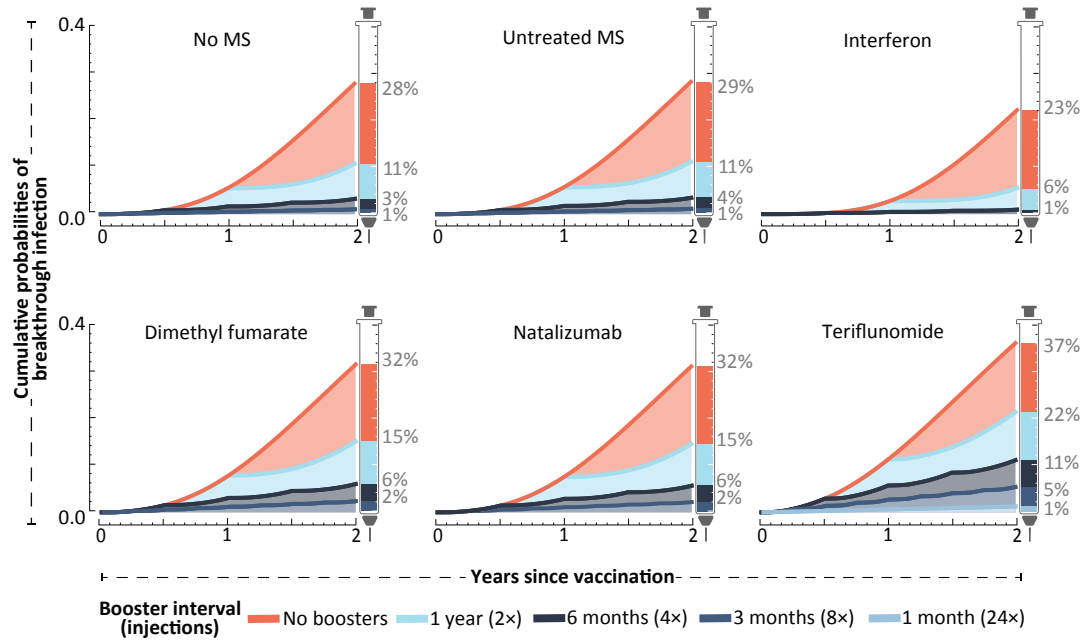 Cumulative probabilities of
breakthrough infection
No MS
0.4
0.0
0 1 2
28%
11%
3%
1%
Untreated MS
0 1 2
29%
11%
4%
1%
Interferon
0 1 2
23%
6%
1%
Dimethyl fumarate
0.4
0.0
0 1 2
32%
15%
6%
2%
Natalizumab
0 1 2
32%
15%
6%
2%
Teriflunomide
0 1 2
37%
22%
11%
5%
1%
Years since vaccination
Booster interval
(injections)
No boosters 1 year (2×) 6 months (4×) 3 months (8×) 1 month (24×)